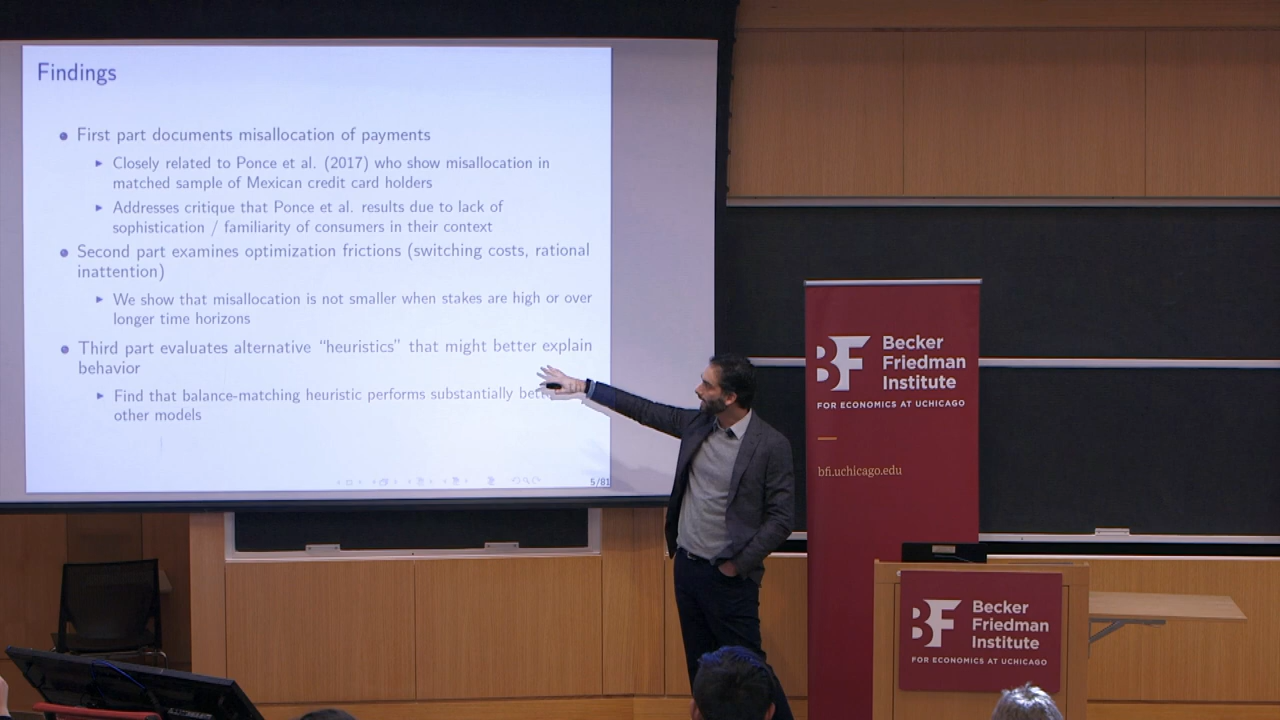 Findings
First part documents misallocation of payments
Closely related to Ponce et al. (2017) who show misallocation in
matched sample of Mexican credit card holders
Addresses critique that Ponce et al. results due to lack of
sophistication / familiarity of consumers in their context
Second part examines optimization frictions (switching costs, rational
inattention)
We show that misallocation is not smaller when stakes are high or over
longer time horizons
Third part evaluates alternative “heuristics” that might better explain
behavior
Find that balance-matching heuristic performs substantially
other models
5/81
BF
Becker
Friedman
Institute
FOR ECONOMICS AT UCHICAGO
bfi.uchicago.edu
BF
Becker
Friedman
Institute
FOR ECONOMICS AT UCHICAGO